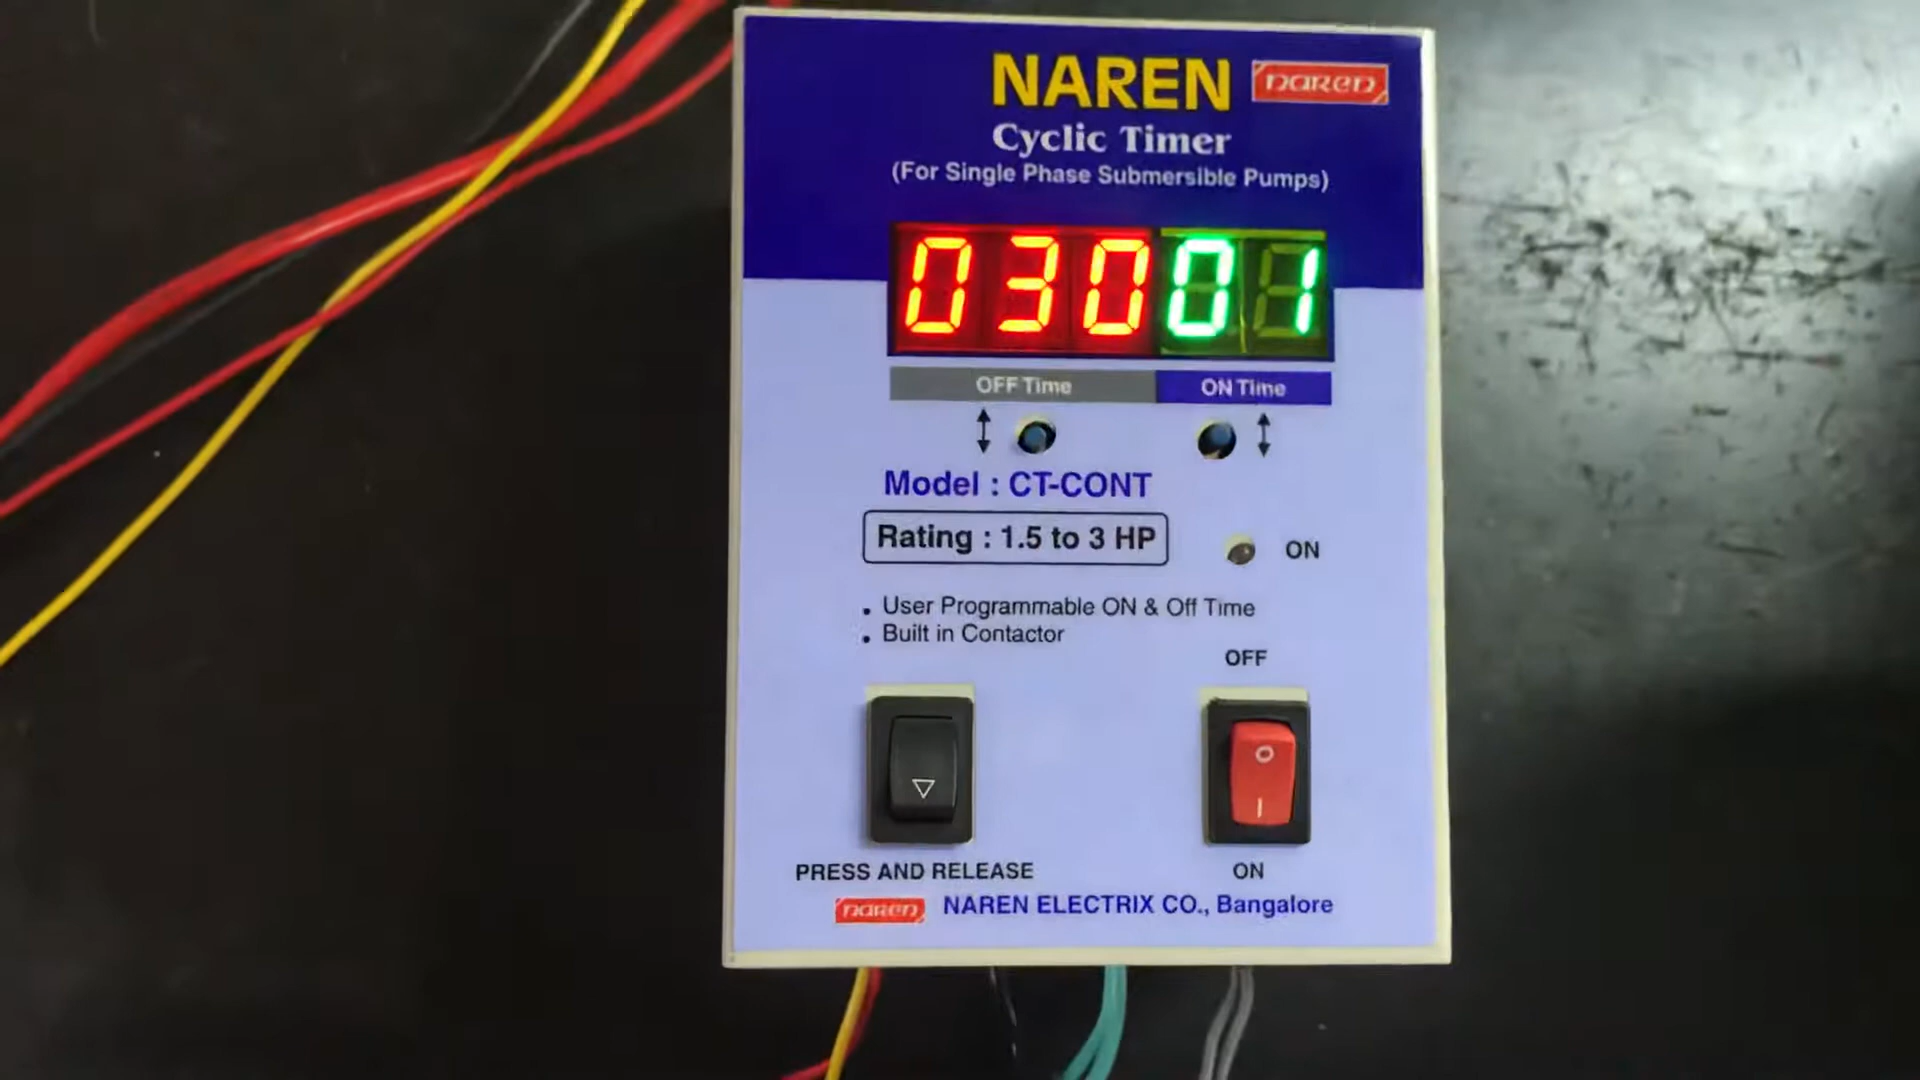 NAREN naren
Cyclic Timer
(For Single Phase Submersible Pumps)
030 01
OFF Time ON Time
Model : CT-CONT
Rating : 1.5 to 3 HP
ON
• User Programmable ON & Off Time
• Built in Contactor
OFF
O
I
PRESS AND RELEASE ON
naren NAREN ELECTRIX CO., Bangalore